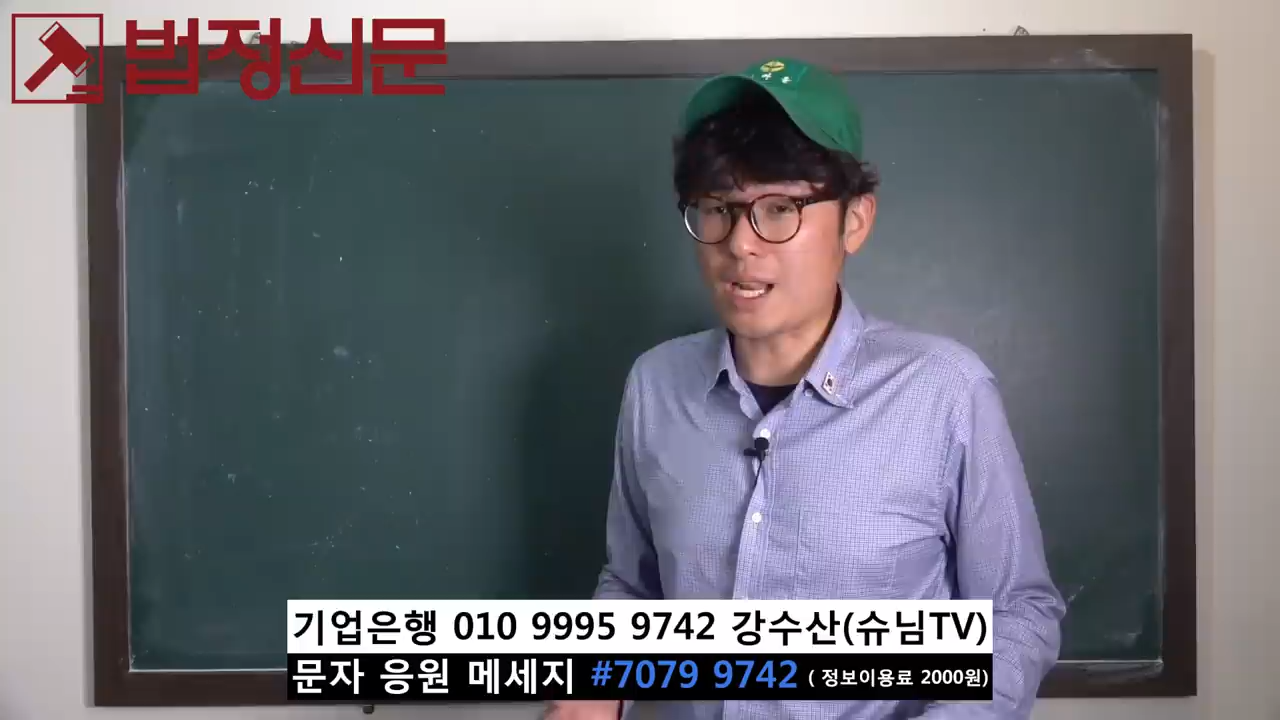 법정신문
기업은행 010 9995 9742 강수산(슈님TV)
문자 응원 메세지 #7079 9742 ( 정보이용료 2000원)